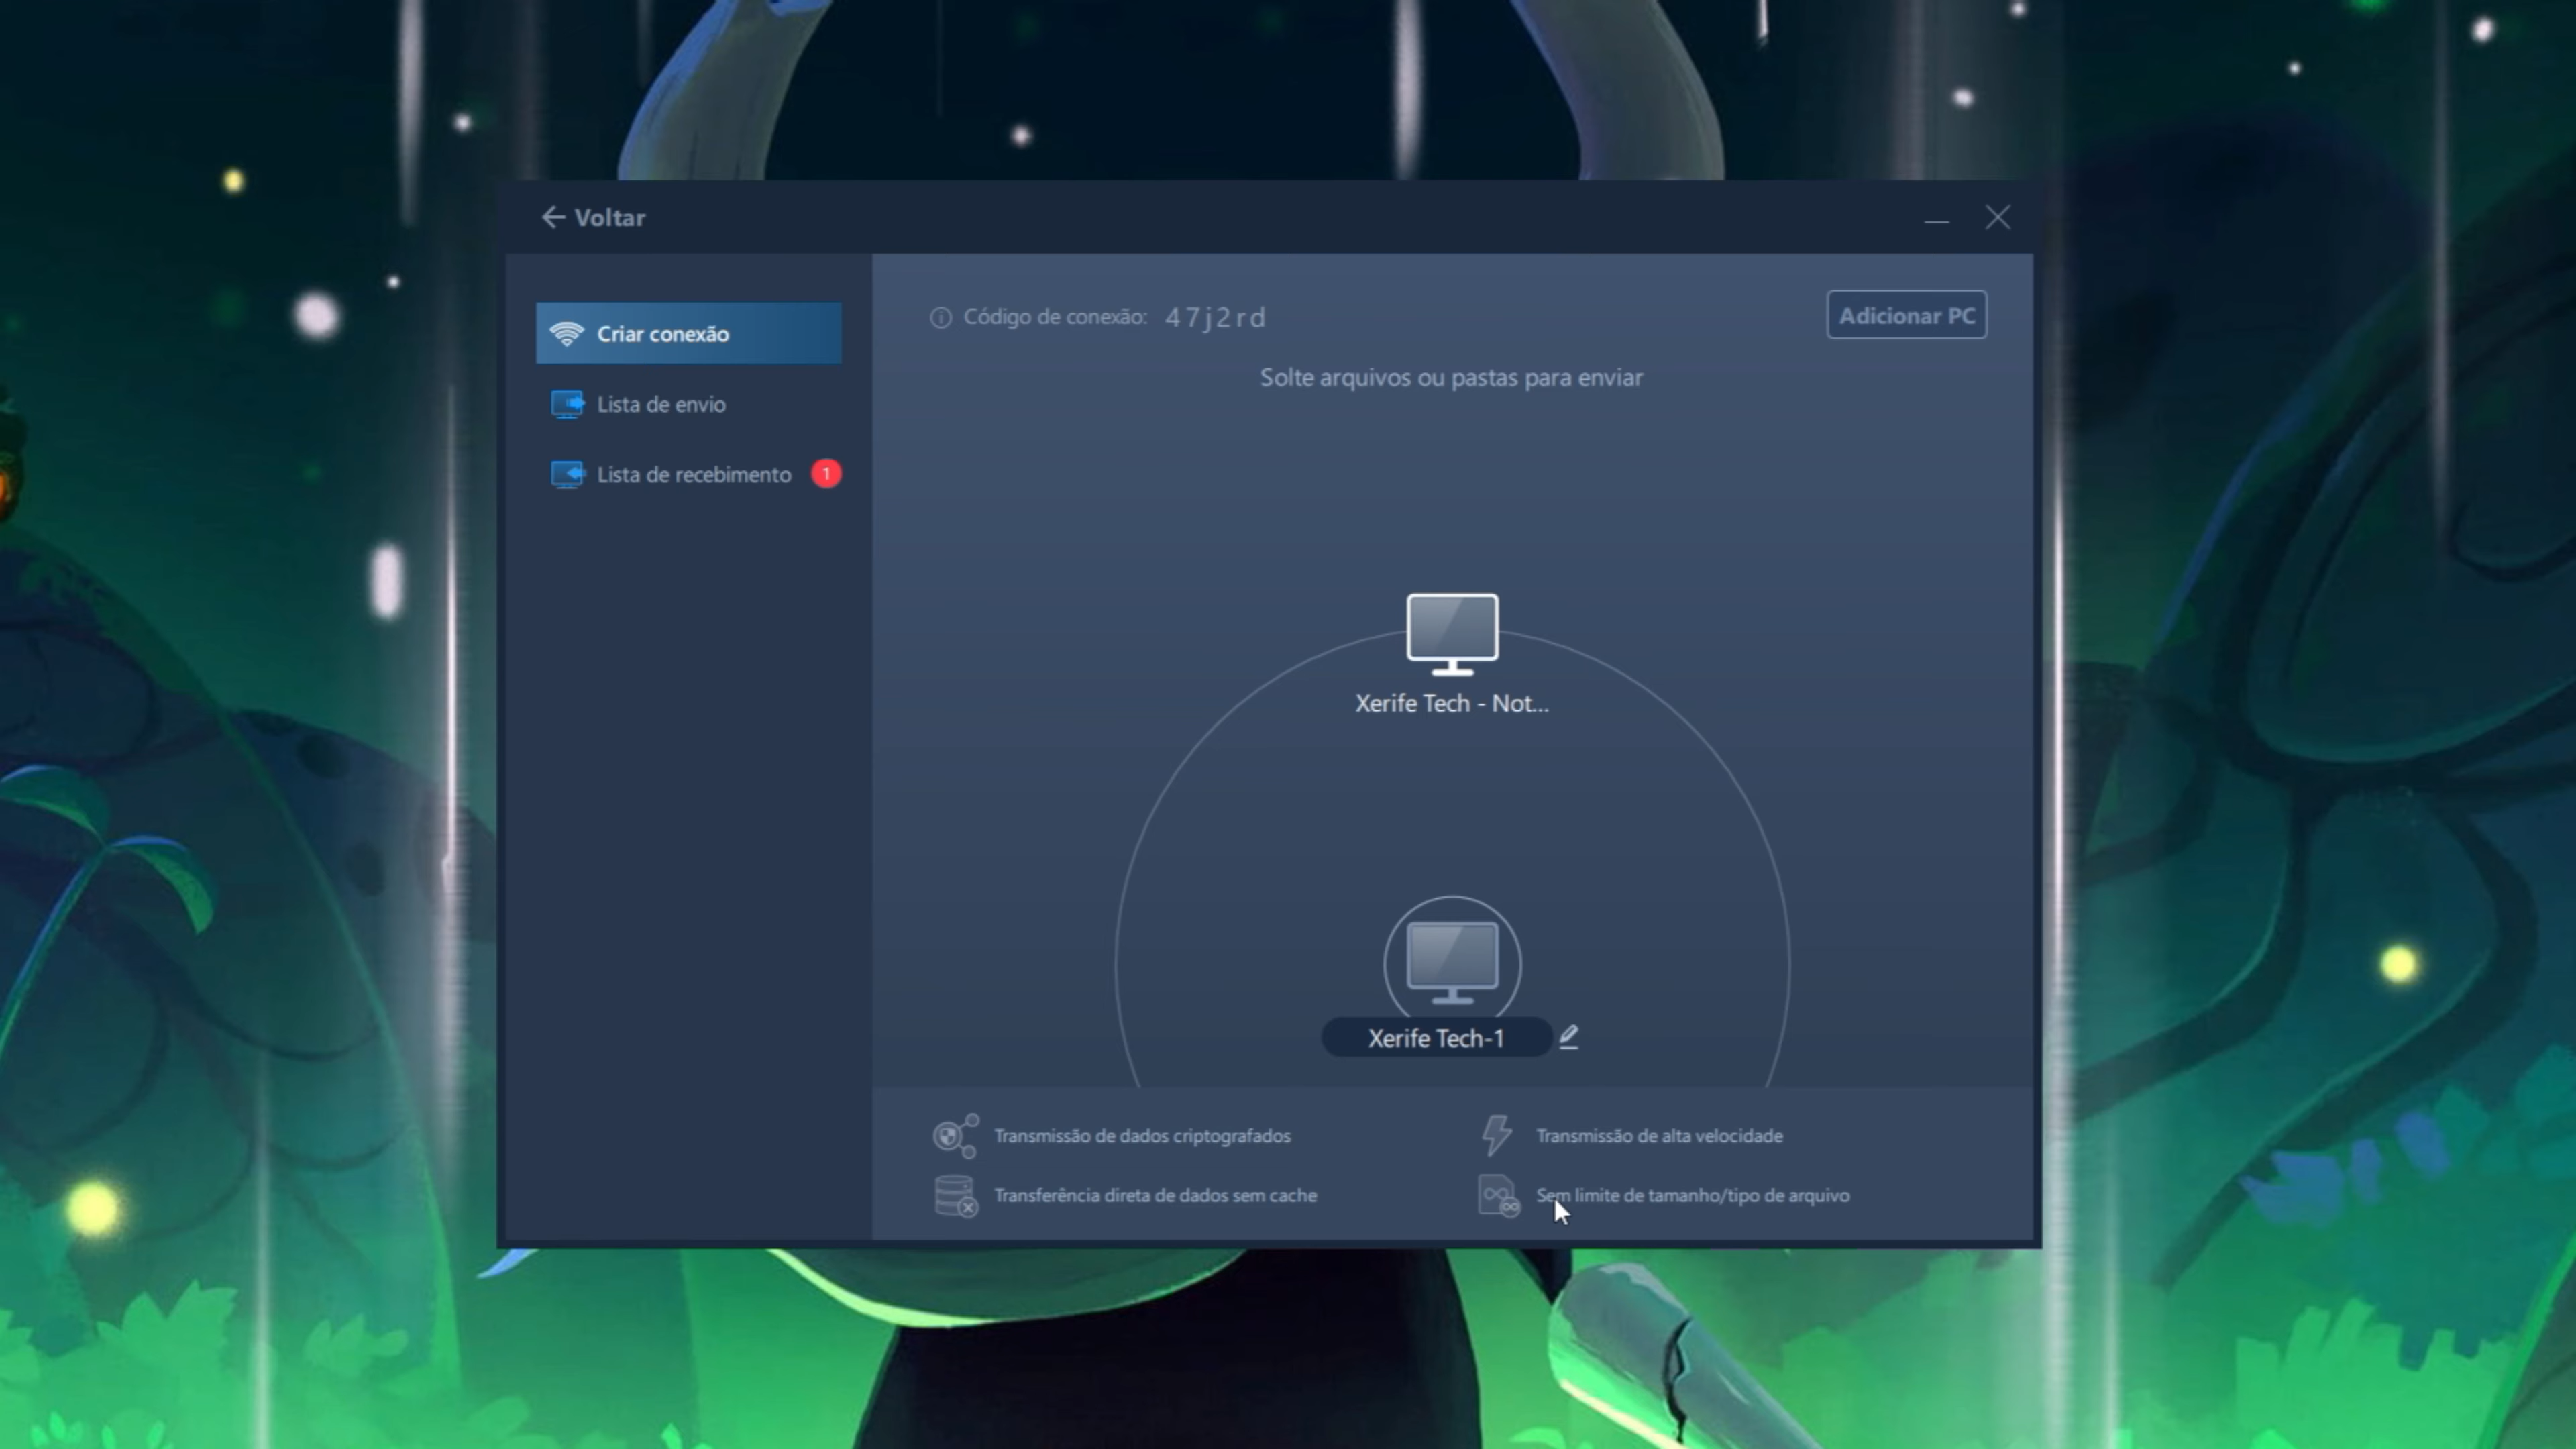 Voltar
Criar conexão
Lista de envio
Lista de recebimento 1
Código de conexão: 47j2rd
Adicionar PC
Solte arquivos ou pastas para enviar
Xerife Tech - Not...
Xerife Tech-1
Transmissão de dados criptografados
Transmissão de alta velocidade
Transferência direta de dados sem cache
Sem limite de tamanho/tipo de arquivo